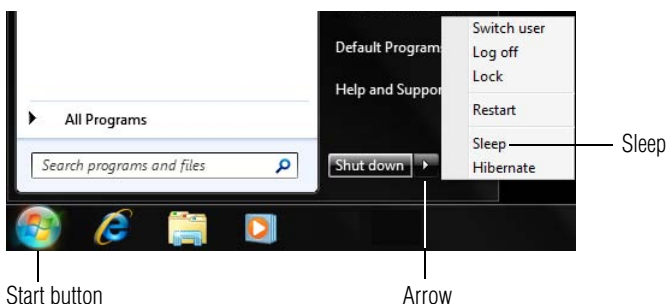 Switch user
Default Program
Log off
Lock
Help and Suppor
Restart
All Programs
Sleep
Sleep
Search programs and files
Shut down
Hibernate
Start button
Arrow